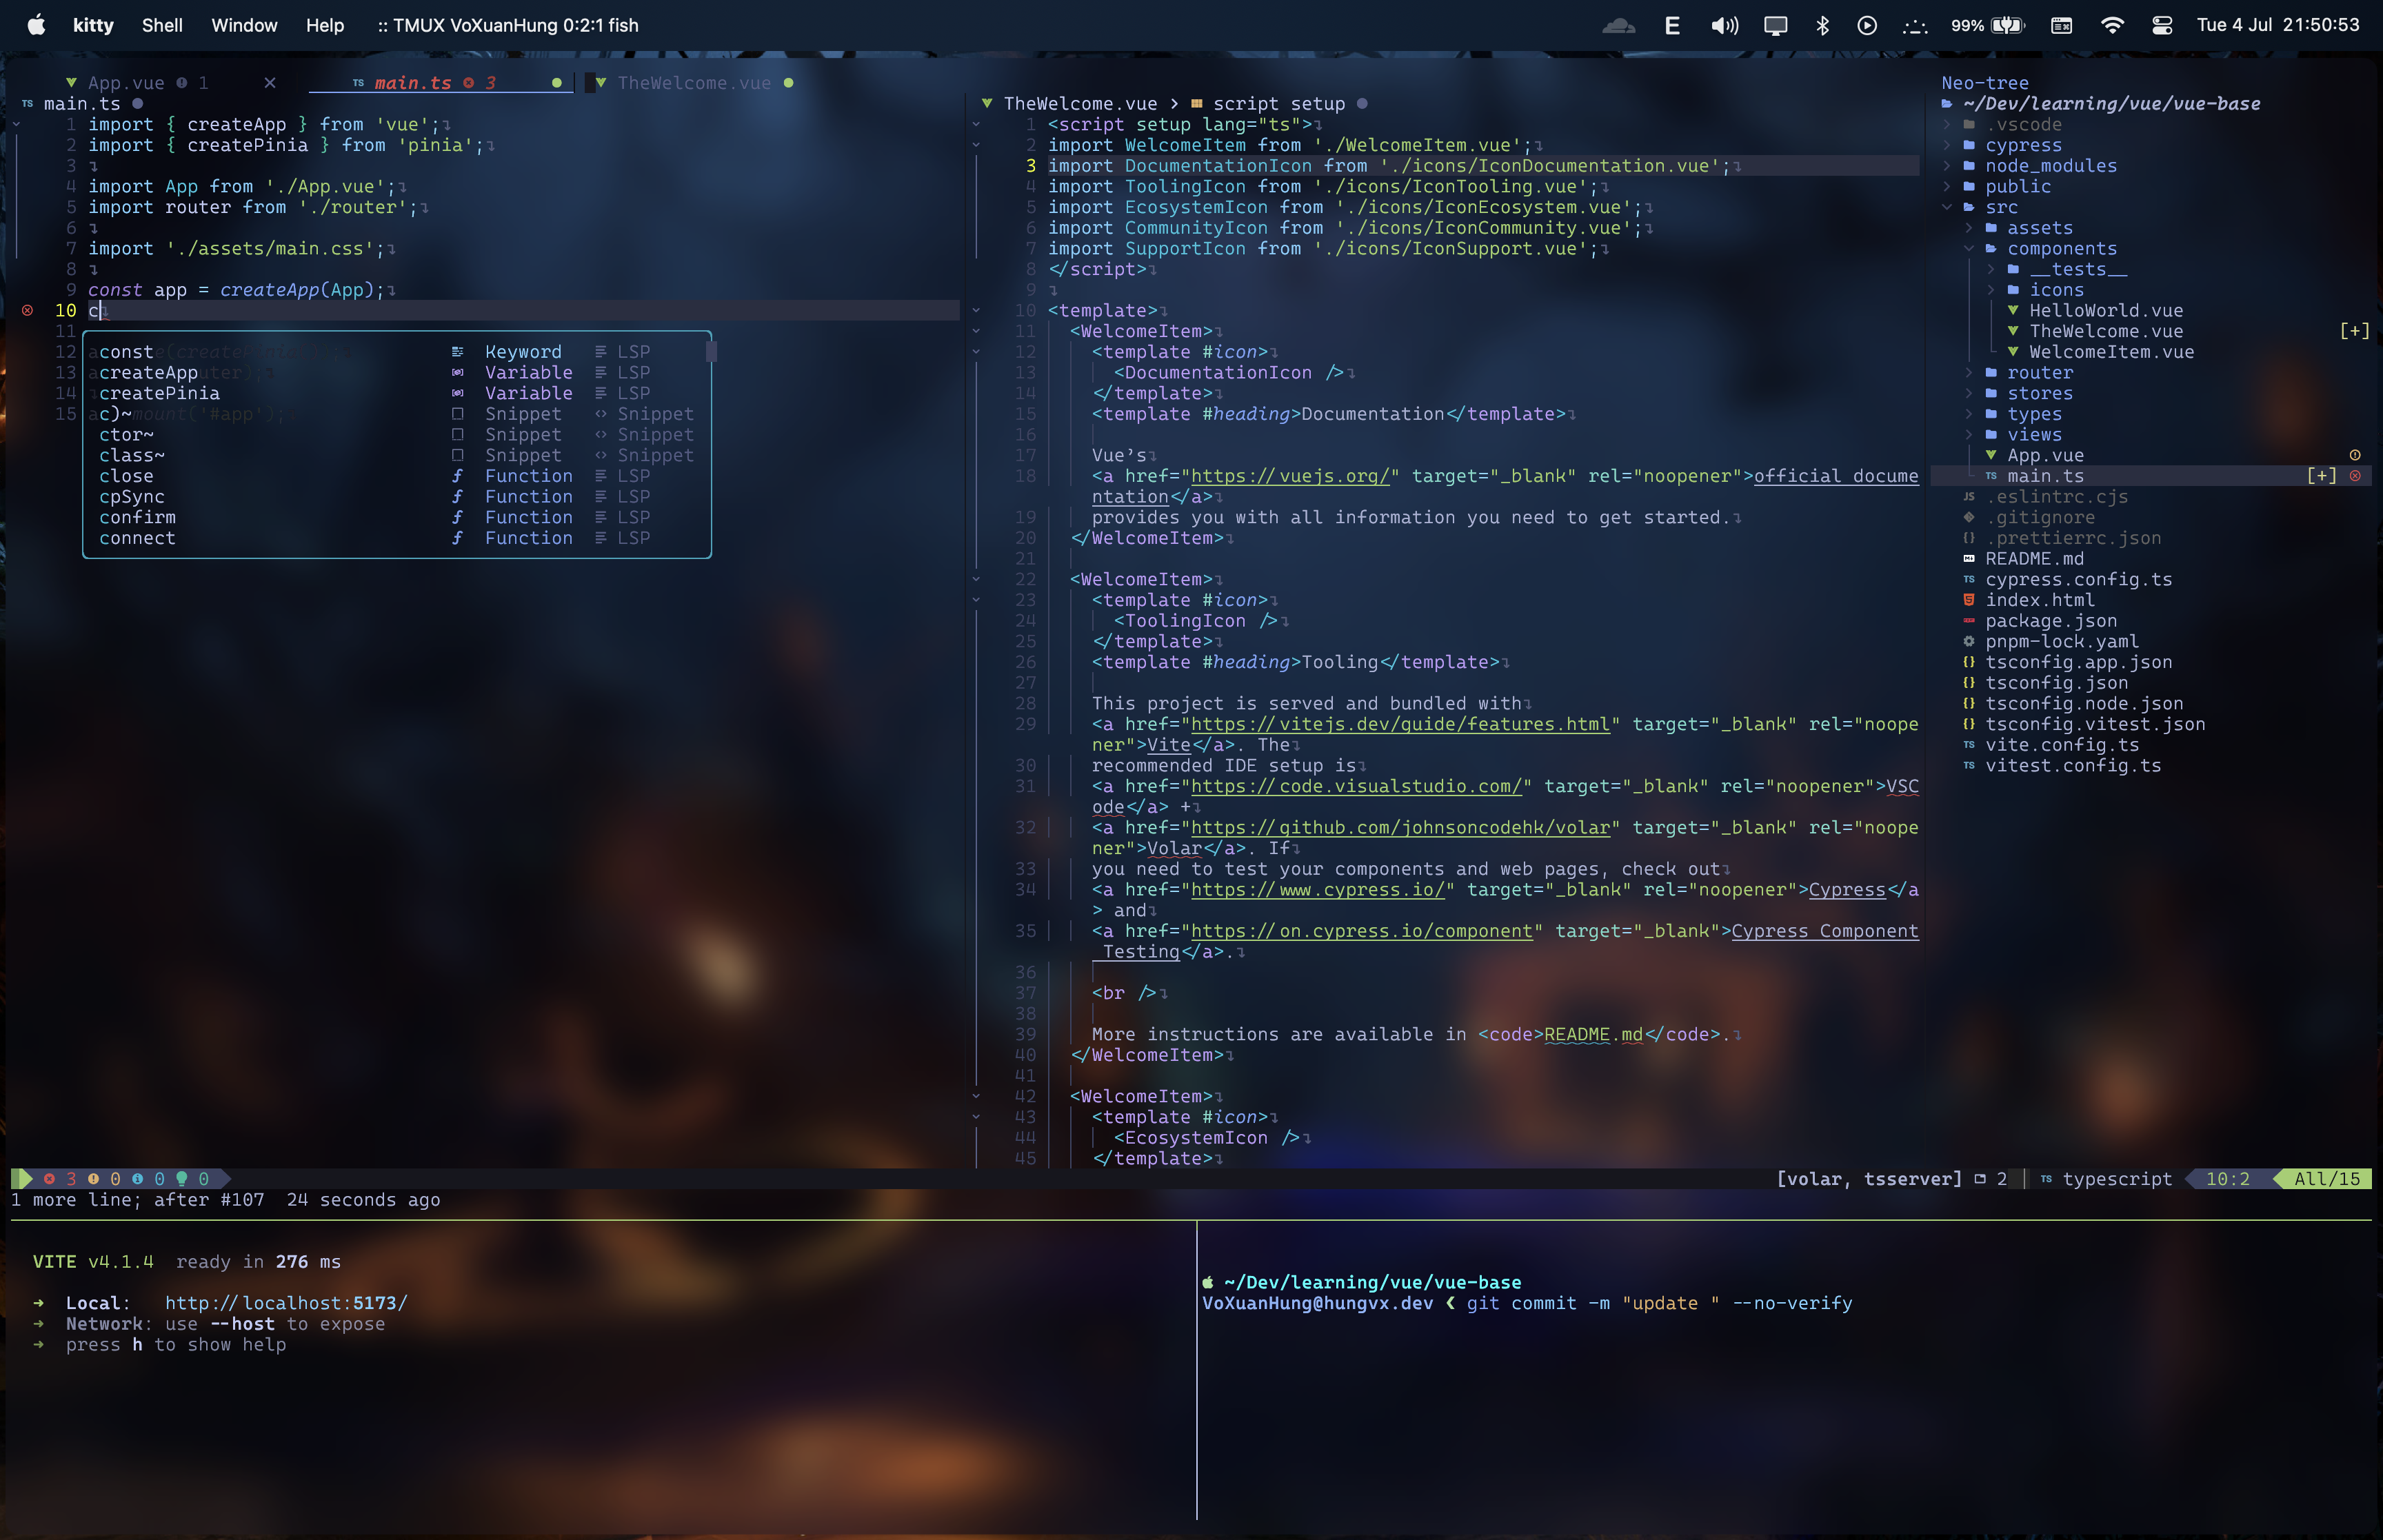 kitty Shell Window Help :: TMUX VoXuanHung 0:2:1 fish
E 99% Tue 4 Jul 21:50:53
App.vue 1 TS main.ts 3 TheWelcome.vue
TS main.ts
1 import { createApp } from 'vue';
2 import { createPinia } from 'pinia';
3
4 import App from './App.vue';
5 import router from './router';
6
7 import './assets/main.css';
8
9 const app = createApp(App);
10 c
11
12 const Keyword LSP
13 createApp Variable LSP
14 createPinia Variable LSP
15 c)~ Snippet Snippet
ctor~ Snippet Snippet
class~ Snippet Snippet
close Function LSP
cpSync Function LSP
confirm Function LSP
connect Function LSP
TheWelcome.vue > script setup
1 <script setup lang="ts">
2 import WelcomeItem from './WelcomeItem.vue';
3 import DocumentationIcon from './icons/IconDocumentation.vue';
4 import ToolingIcon from './icons/IconTooling.vue';
5 import EcosystemIcon from './icons/IconEcosystem.vue';
6 import CommunityIcon from './icons/IconCommunity.vue';
7 import SupportIcon from './icons/IconSupport.vue';
8 </script>
9
10 <template>
11 <WelcomeItem>
12 <template #icon>
13 <DocumentationIcon />
14 </template>
15 <template #heading>Documentation</template>
16
17 Vue’s
18 <a href="https://vuejs.org/" target="_blank" rel="noopener">official docume
ntation</a>
19 provides you with all information you need to get started.
20 </WelcomeItem>
21
22 <WelcomeItem>
23 <template #icon>
24 <ToolingIcon />
25 </template>
26 <template #heading>Tooling</template>
27
28 This project is served and bundled with
29 <a href="https://vitejs.dev/guide/features.html" target="_blank" rel="noope
ner">Vite</a>. The
30 recommended IDE setup is
31 <a href="https://code.visualstudio.com/" target="_blank" rel="noopener">VSC
ode</a> +
32 <a href="https://github.com/johnsoncodehk/volar" target="_blank" rel="noope
ner">Volar</a>. If
33 you need to test your components and web pages, check out
34 <a href="https://www.cypress.io/" target="_blank" rel="noopener">Cypress</a
> and
35 <a href="https://on.cypress.io/component" target="_blank">Cypress Component
Testing</a>.
36
37 <br />
38
39 More instructions are available in <code>README.md</code>.
40 </WelcomeItem>
41
42 <WelcomeItem>
43 <template #icon>
44 <EcosystemIcon />
45 </template>
Neo-tree
~/Dev/learning/vue/vue-base
.vscode
cypress
node_modules
public
src
assets
components
__tests__
icons
HelloWorld.vue
TheWelcome.vue [+]
WelcomeItem.vue
router
stores
types
views
App.vue
TS main.ts [+]
JS .eslintrc.cjs
.gitignore
{} .prettierrc.json
README.md
TS cypress.config.ts
index.html
package.json
pnpm-lock.yaml
{} tsconfig.app.json
{} tsconfig.json
{} tsconfig.node.json
{} tsconfig.vitest.json
TS vite.config.ts
TS vitest.config.ts
3 0 0 0 [volar, tsserver] 2 TS typescript 10:2 All/15
1 more line; after #107 24 seconds ago
VITE v4.1.4 ready in 276 ms
➜ Local: http://localhost:5173/
➜ Network: use --host to expose
➜ press h to show help
~/Dev/learning/vue/vue-base
VoXuanHung@hungvx.dev ❮ git commit -m "update " --no-verify